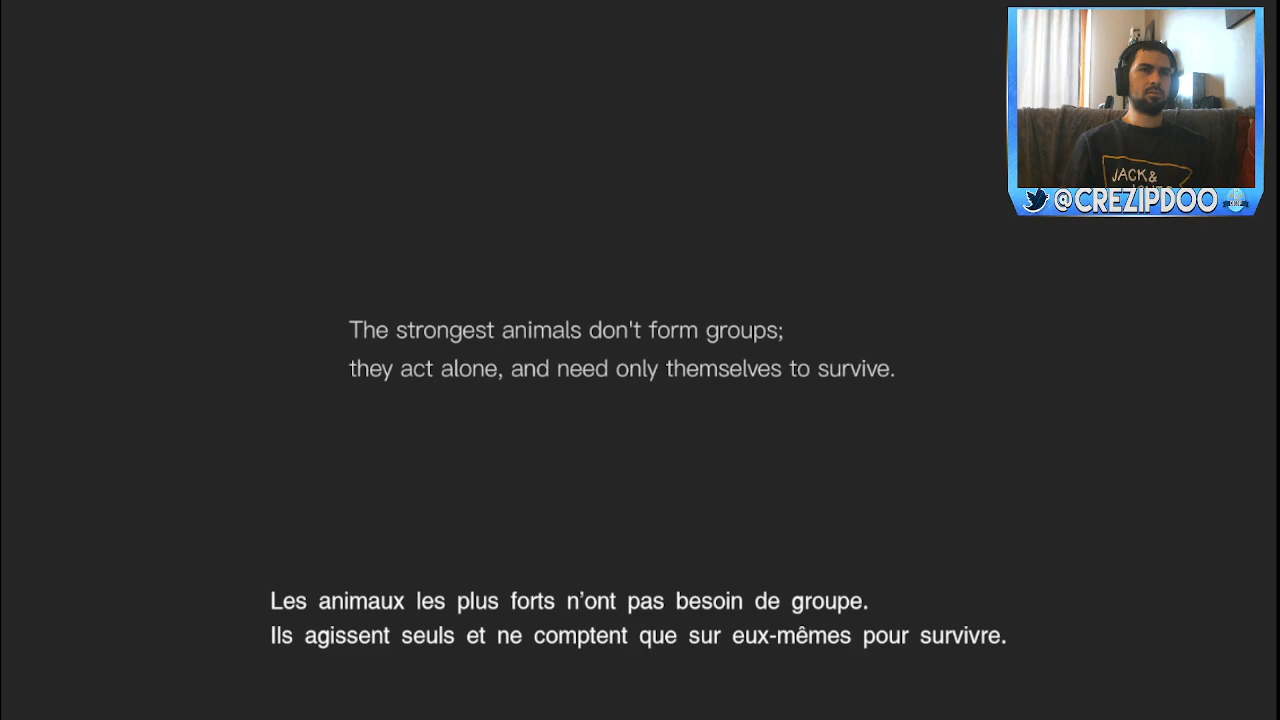 JACK&
@CREZIPDOO
The strongest animals don't form groups;
they act alone, and need only themselves to survive.
Les animaux les plus forts n’ont pas besoin de groupe.
Ils agissent seuls et ne comptent que sur eux-mêmes pour survivre.